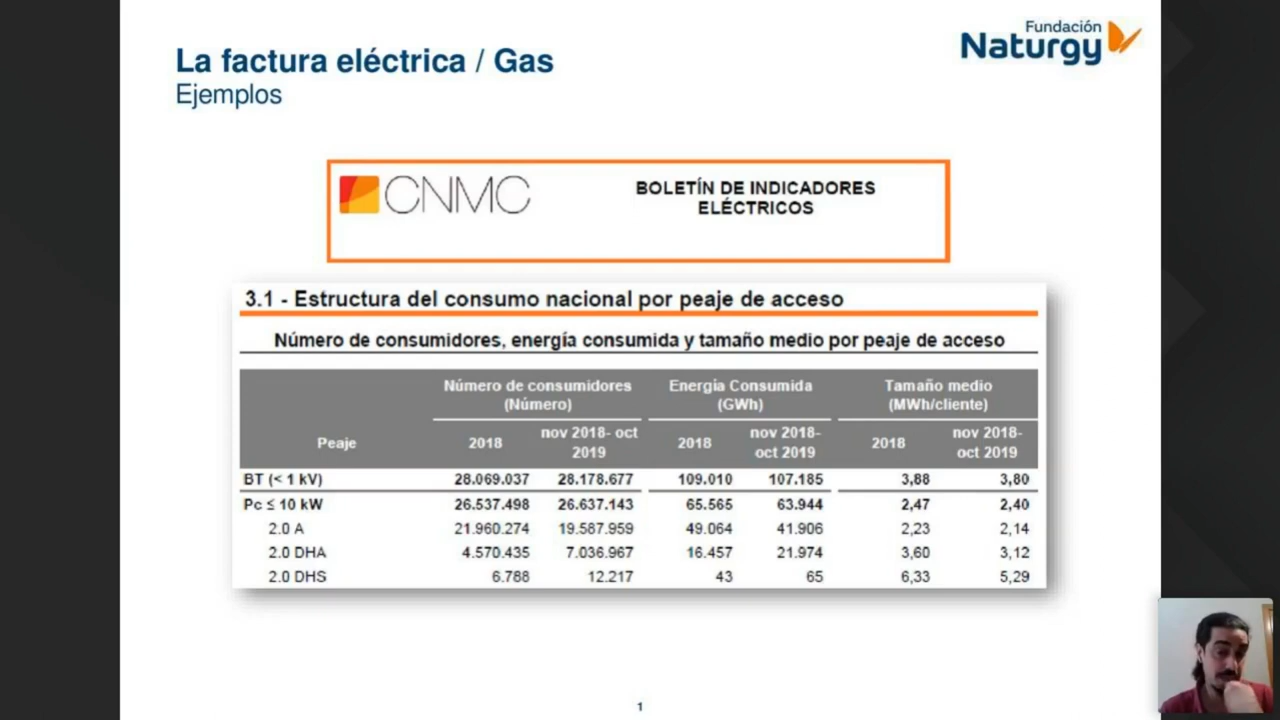 La factura eléctrica / Gas
Ejemplos
Fundación
Naturgy
CNMC
BOLETÍN DE INDICADORES
ELÉCTRICOS
3.1 - Estructura del consumo nacional por peaje de acceso
Número de consumidores, energía consumida y tamaño medio por peaje de acceso
Número de consumidores (Número) Energía Consumida (GWh) Tamaño medio (MWh/cliente)
Peaje 2018 nov 2018- oct 2019 2018 nov 2018- oct 2019 2018 nov 2018- oct 2019
BT (< 1 kV) 28.069.037 28.178.677 109.010 107.185 3,88 3,80
Pc ≤ 10 kW 26.537.498 26.637.143 65.565 63.944 2,47 2,40
2.0 A 21.960.274 19.587.959 49.064 41.906 2,23 2,14
2.0 DHA 4.570.435 7.036.967 16.457 21.974 3,60 3,12
2.0 DHS 6.788 12.217 43 65 6,33 5,29
1